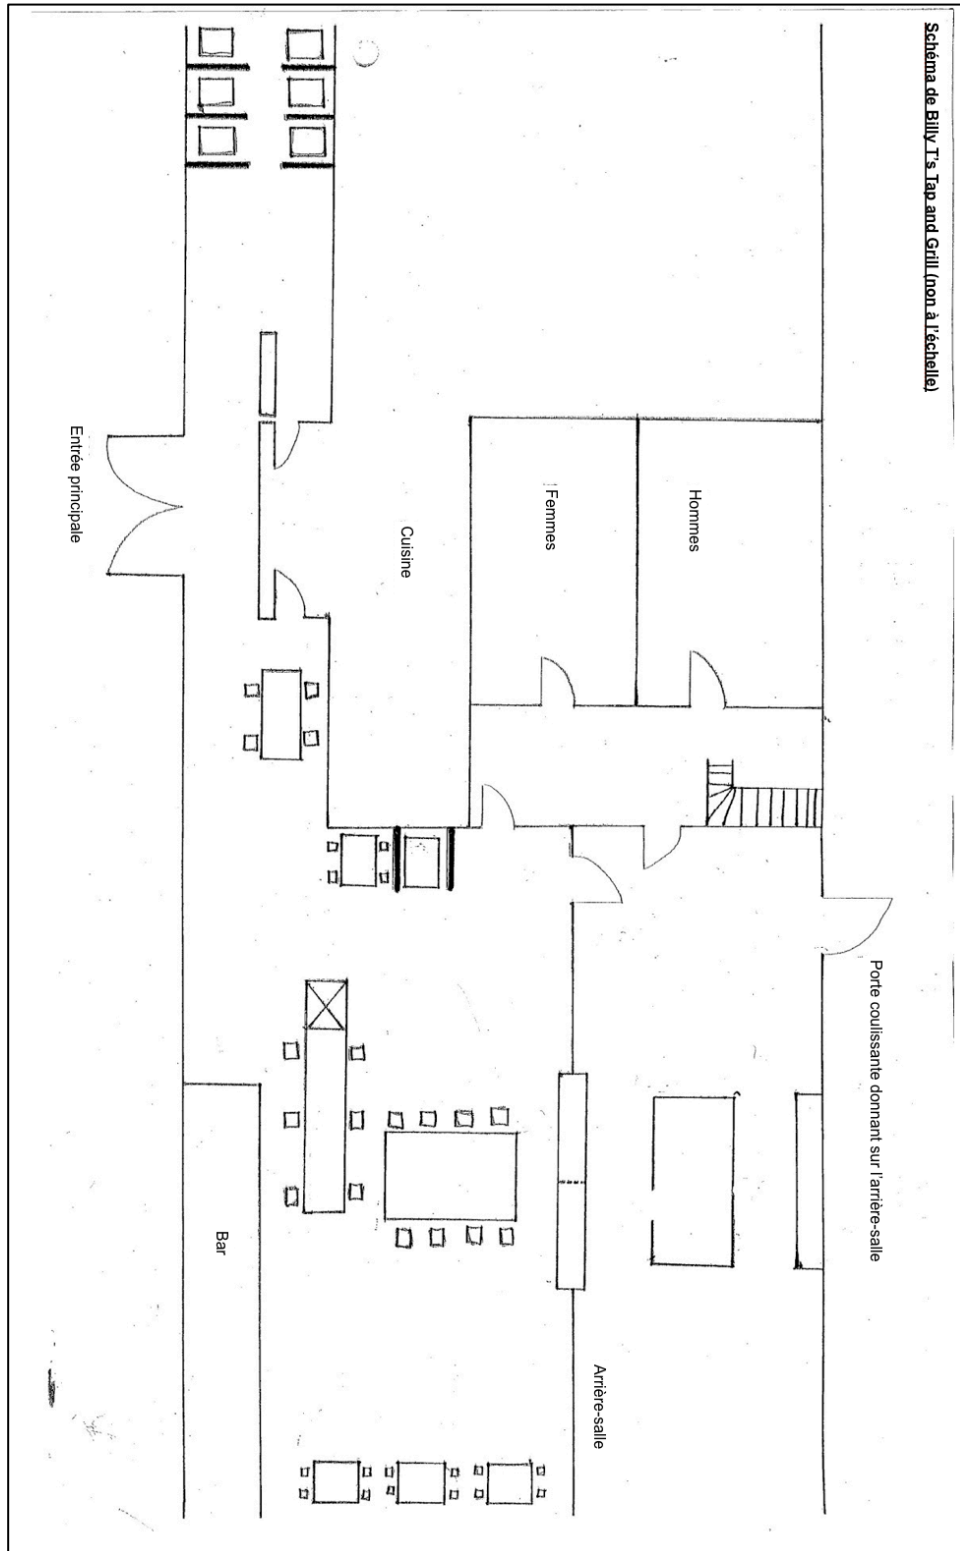 Schéma de Billy T's Tap and Grill (non à l'échelle)
Porte coulissante donnant sur l'arrière-salle
Hommes
Femmes
Arrière-salle
Cuisine
Bar
Entrée principale